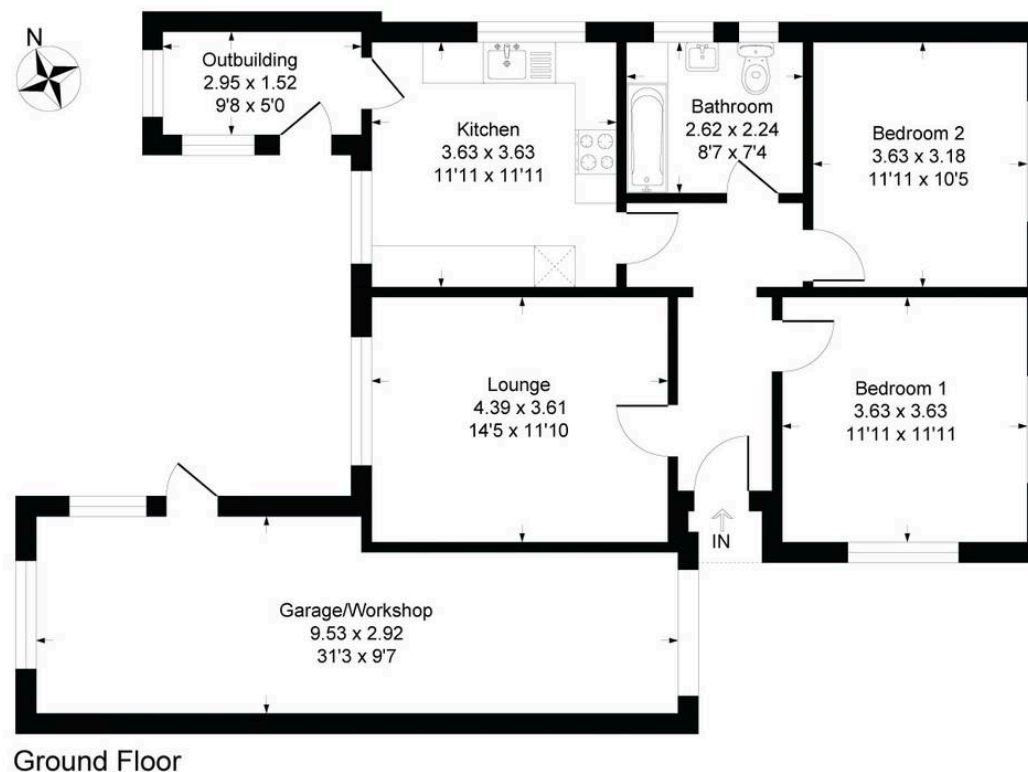 N
Outbuilding
2.95 x 1.52
9'8 x 5'0
Kitchen
3.63 x 3.63
11'11 x 11'11
Bathroom
2.62 x 2.24
8'7 x 7'4
Bedroom 2
3.63 x 3.18
11'11 x 10'5
Lounge
4.39 x 3.61
14'5 x 11'10
Bedroom 1
3.63 x 3.63
11'11 x 11'11
IN
Garage/Workshop
9.53 x 2.92
31'3 x 9'7
Ground Floor